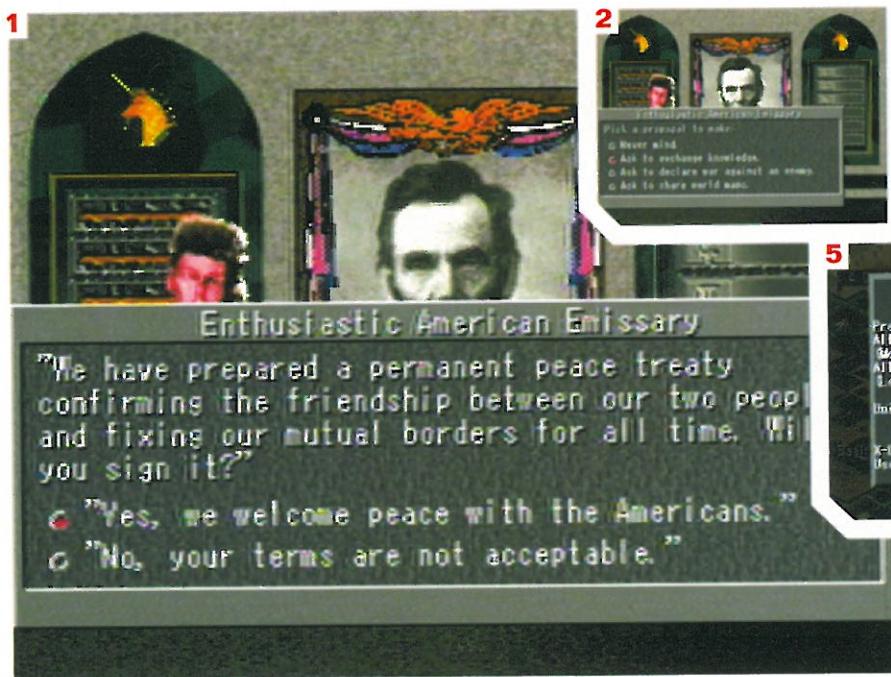 1
Enthusiastic American Emissary
"We have prepared a permanent peace treaty
confirming the friendship between our two peopl
and fixing our mutual borders for all time. Wil
you sign it?"
"Yes, we welcome peace with the Americans."
"No, your terms are not acceptable."
2
Enthusiastic American Emissary
Pick a proposal to make:
Never mind.
Ask to exchange knowledge.
Ask to declare war against an enemy.
Ask to share world maps.
5